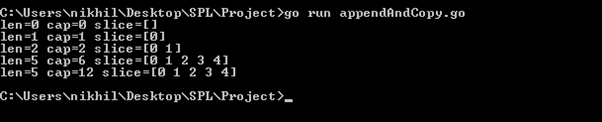 C:\Users\nikhil\Desktop\SPL\Project>go run appendAndCopy.go
len=0 cap=0 slice=[]
len=1 cap=1 slice=[0]
len=2 cap=2 slice=[0 1]
len=5 cap=6 slice=[0 1 2 3 4]
len=5 cap=12 slice=[0 1 2 3 4]
C:\Users\nikhil\Desktop\SPL\Project>_